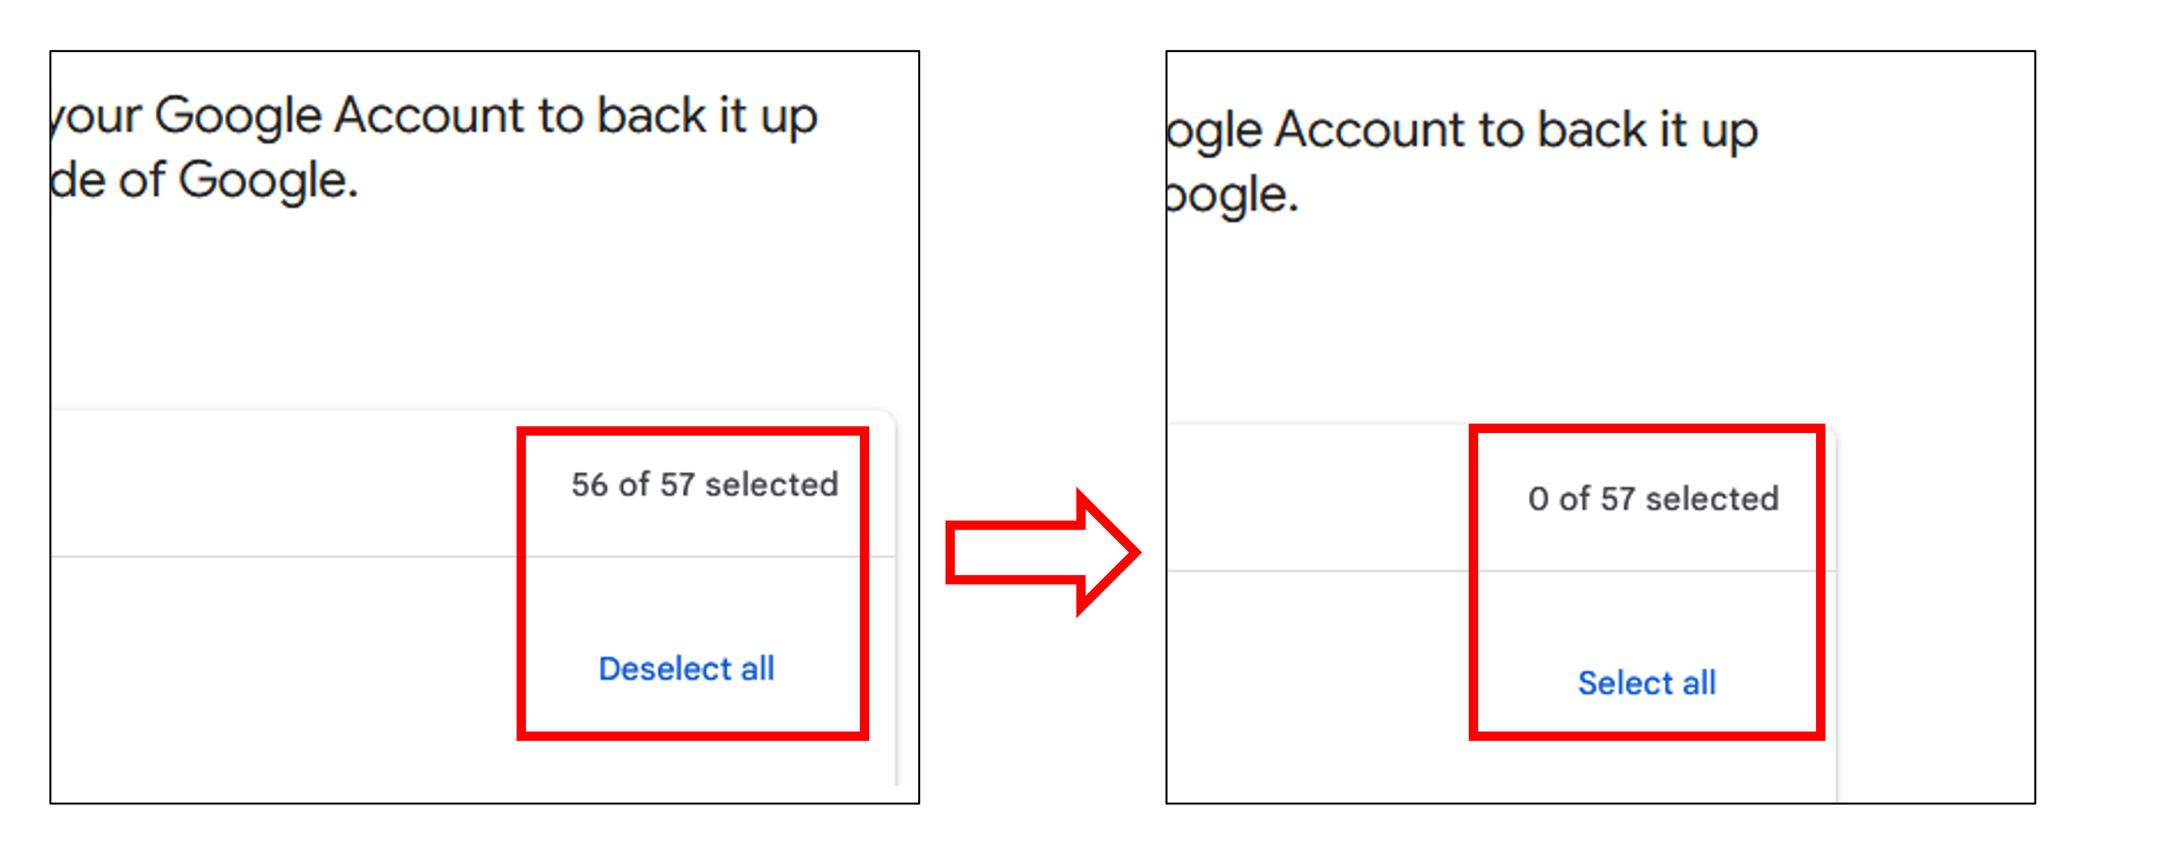 your Google Account to back it up
de of Google.
56 of 57 selected
Deselect all
ogle Account to back it up
oogle.
0 of 57 selected
Select all